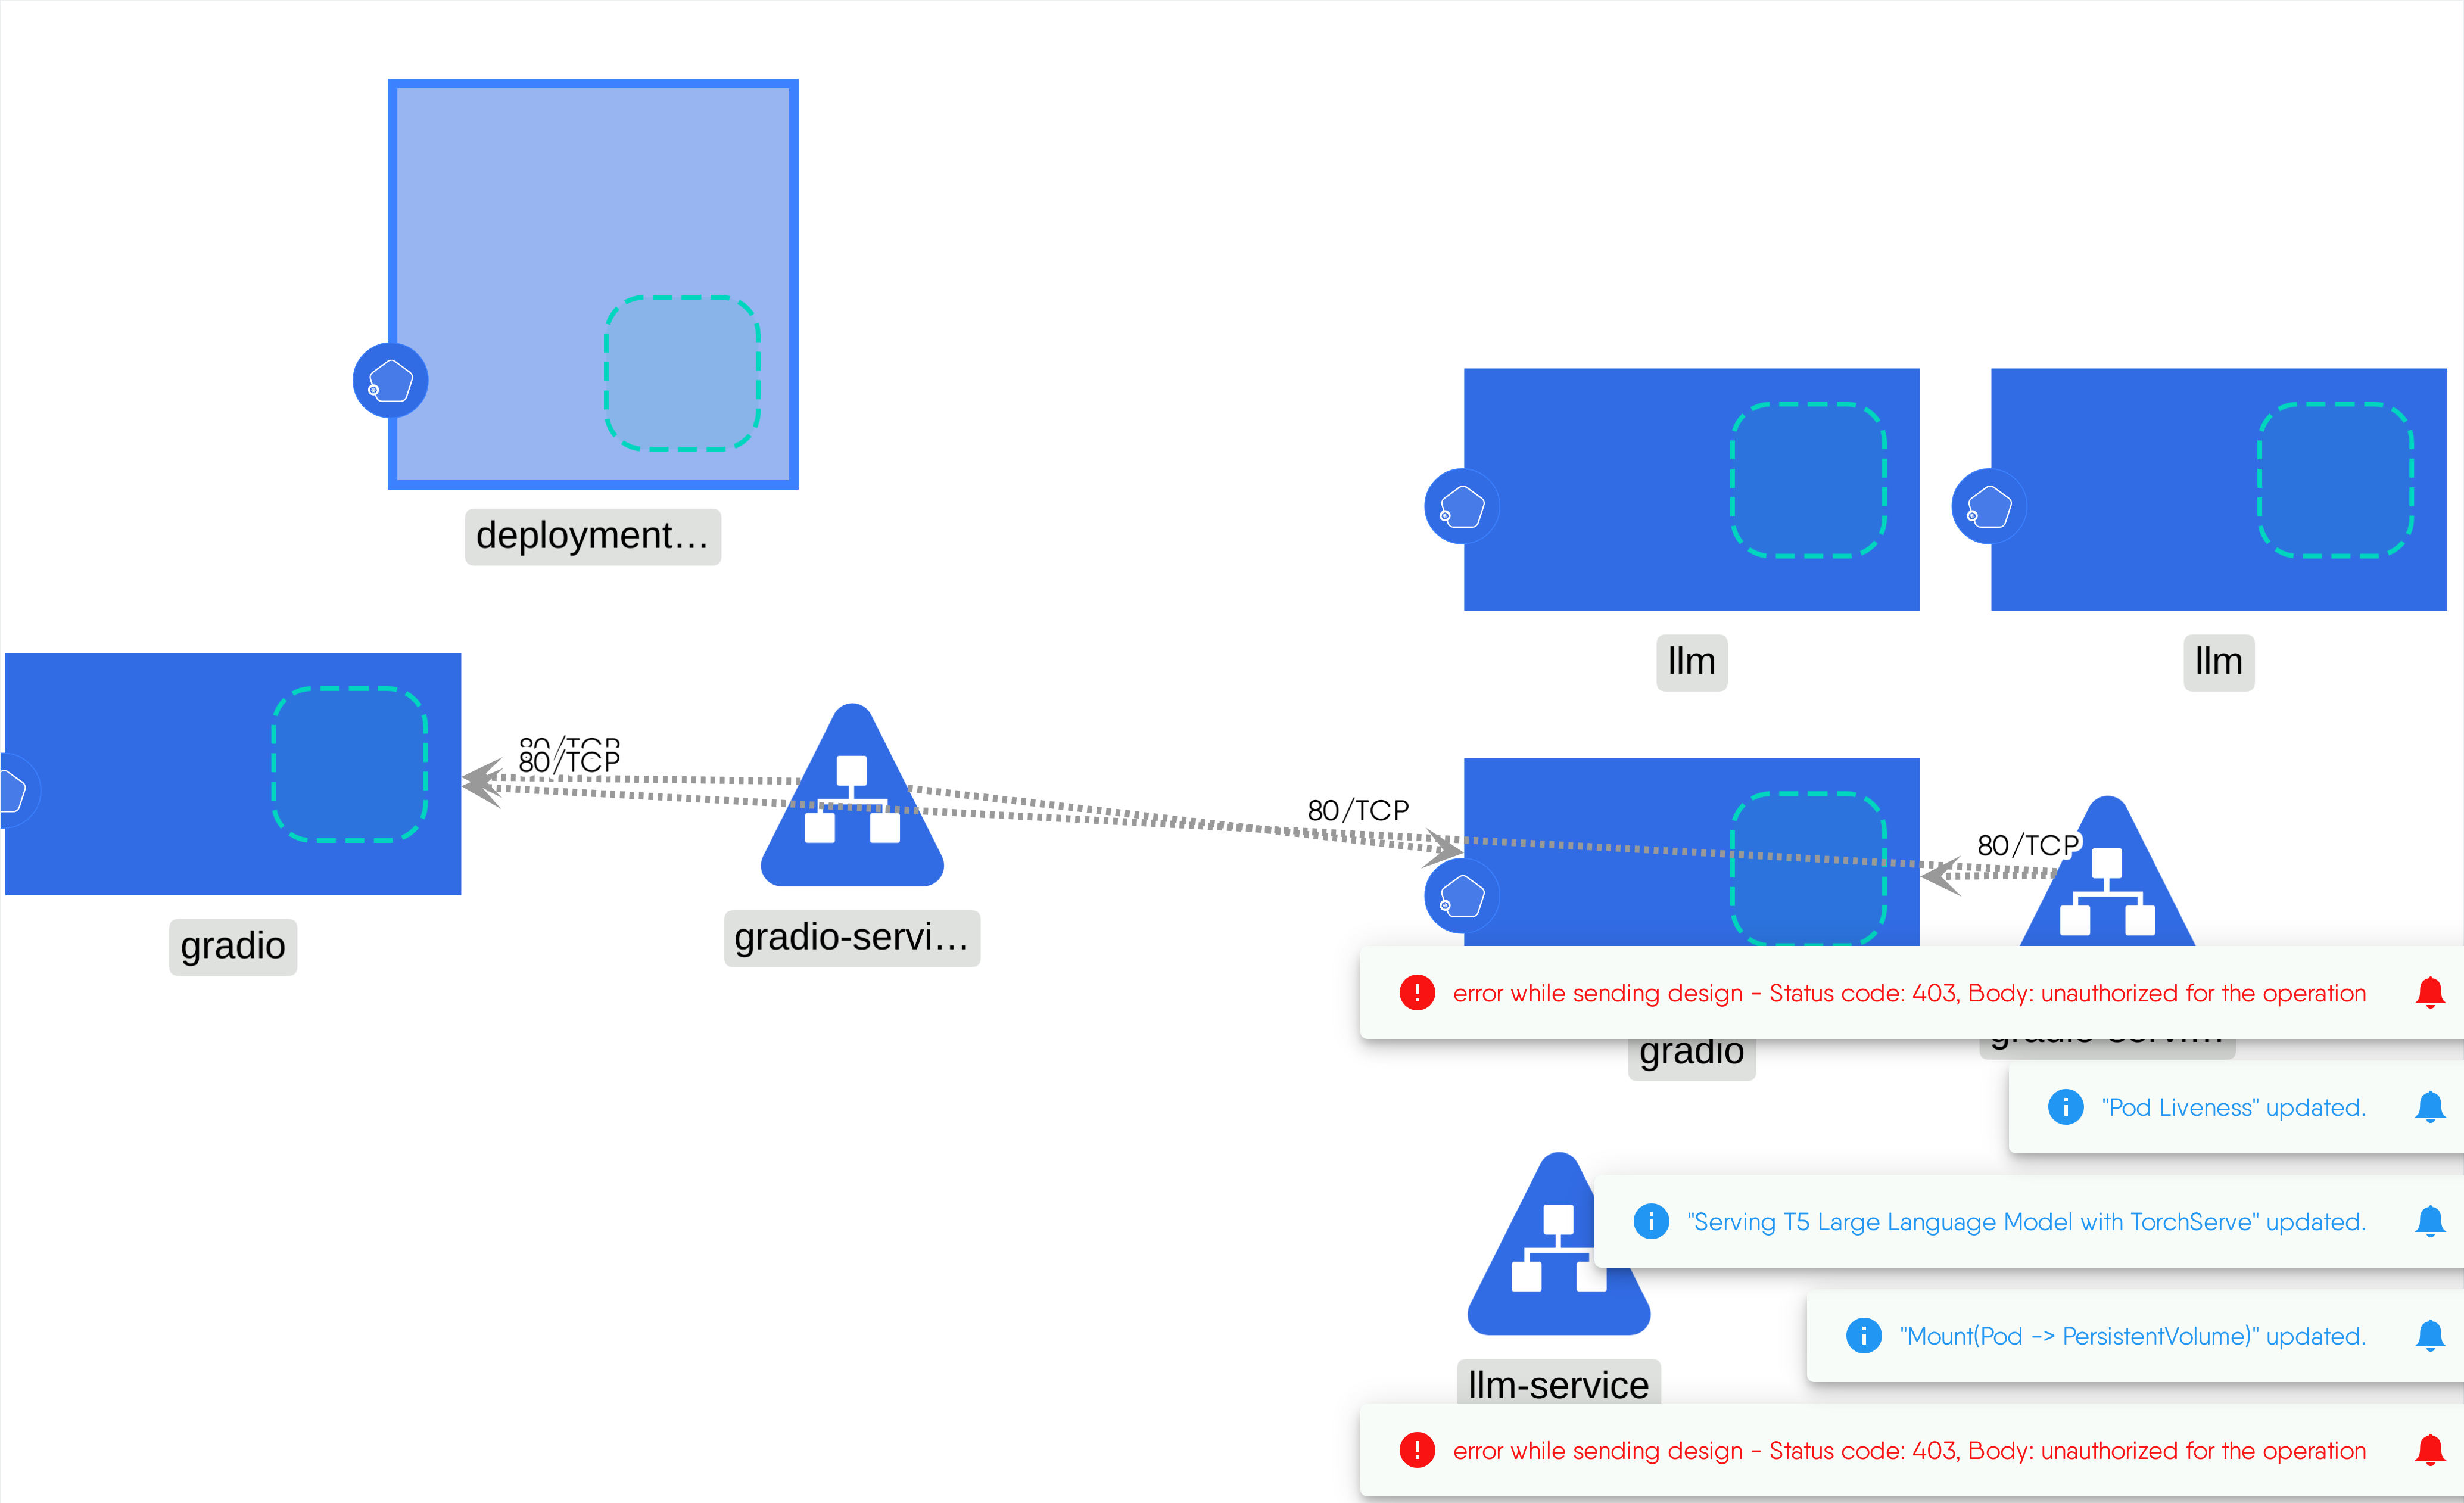 deployment…
llm
llm
80/TCP
80/TCP
80/TCP
80/TCP
gradio
gradio-servi…
error while sending design - Status code: 403, Body: unauthorized for the operation
gradio
"Pod Liveness" updated.
"Serving T5 Large Language Model with TorchServe" updated.
"Mount(Pod -> PersistentVolume)" updated.
llm-service
error while sending design - Status code: 403, Body: unauthorized for the operation